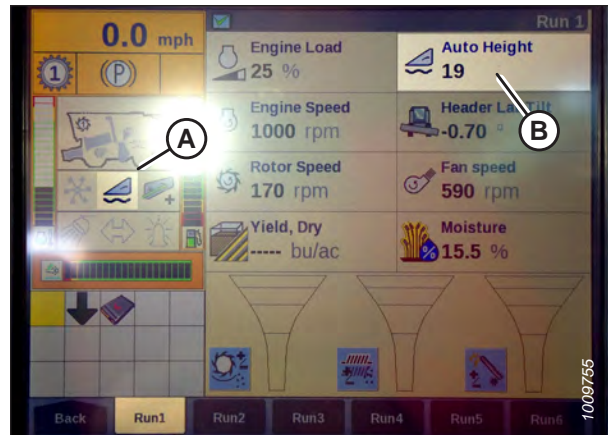 Run 1
0.0 mph
1
(P)
Engine Load
25 %
Auto Height
19
Engine Speed
1000 rpm
Header Lat Tilt
-0.70 °
A
B
Rotor Speed
170 rpm
Fan speed
590 rpm
Yield, Dry
----- bu/ac
Moisture
15.5 %
Back
Run1
Run2
Run3
Run4
Run5
Run6
1009755